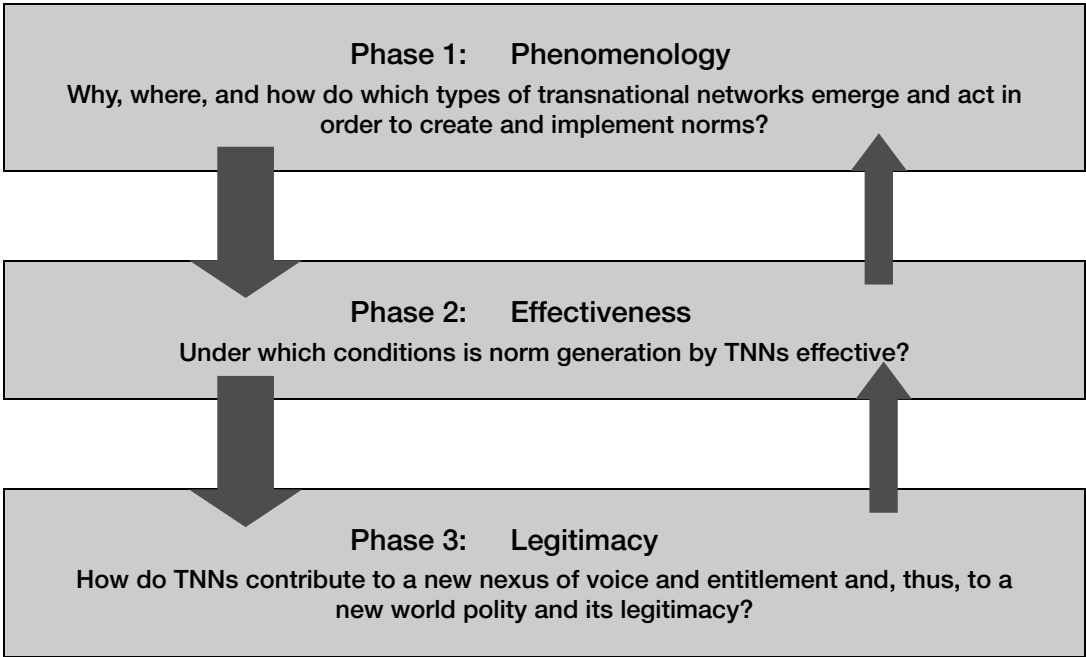 Phase 1: Phenomenology
Why, where, and how do which types of transnational networks emerge and act in
order to create and implement norms?
Phase 2: Effectiveness
Under which conditions is norm generation by TNNs effective?
Phase 3: Legitimacy
How do TNNs contribute to a new nexus of voice and entitlement and, thus, to a
new world polity and its legitimacy?